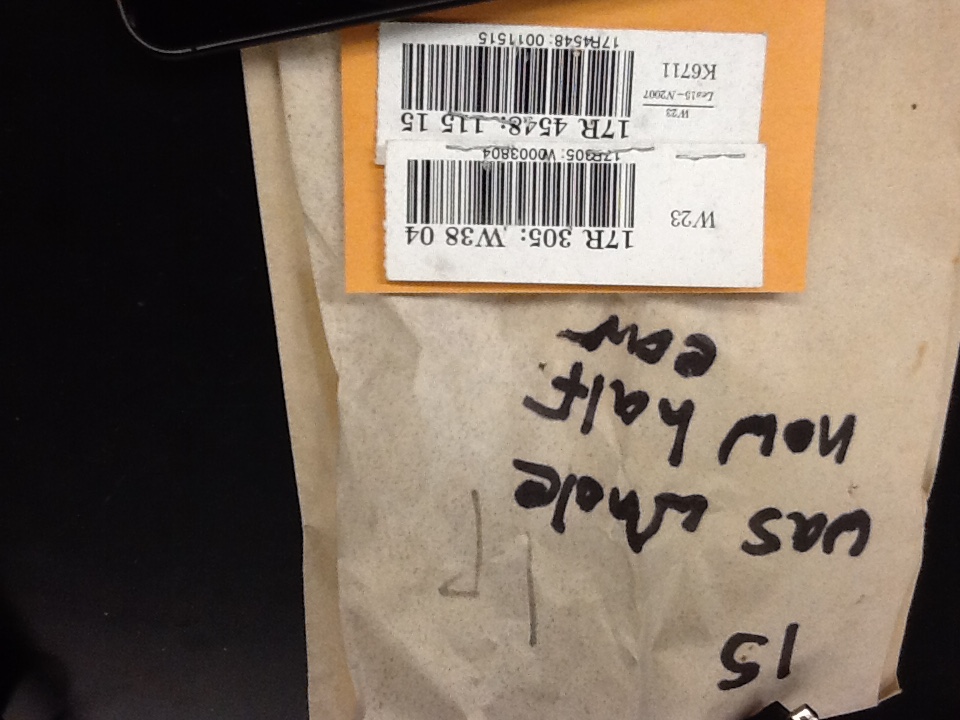 15
1P
was whole
now half
ear
17R 305: W38 04
W23
17R305: W0003804
17R 4548: 115 15
W23
Les15-N2007
K6711
17R4548: 0011515